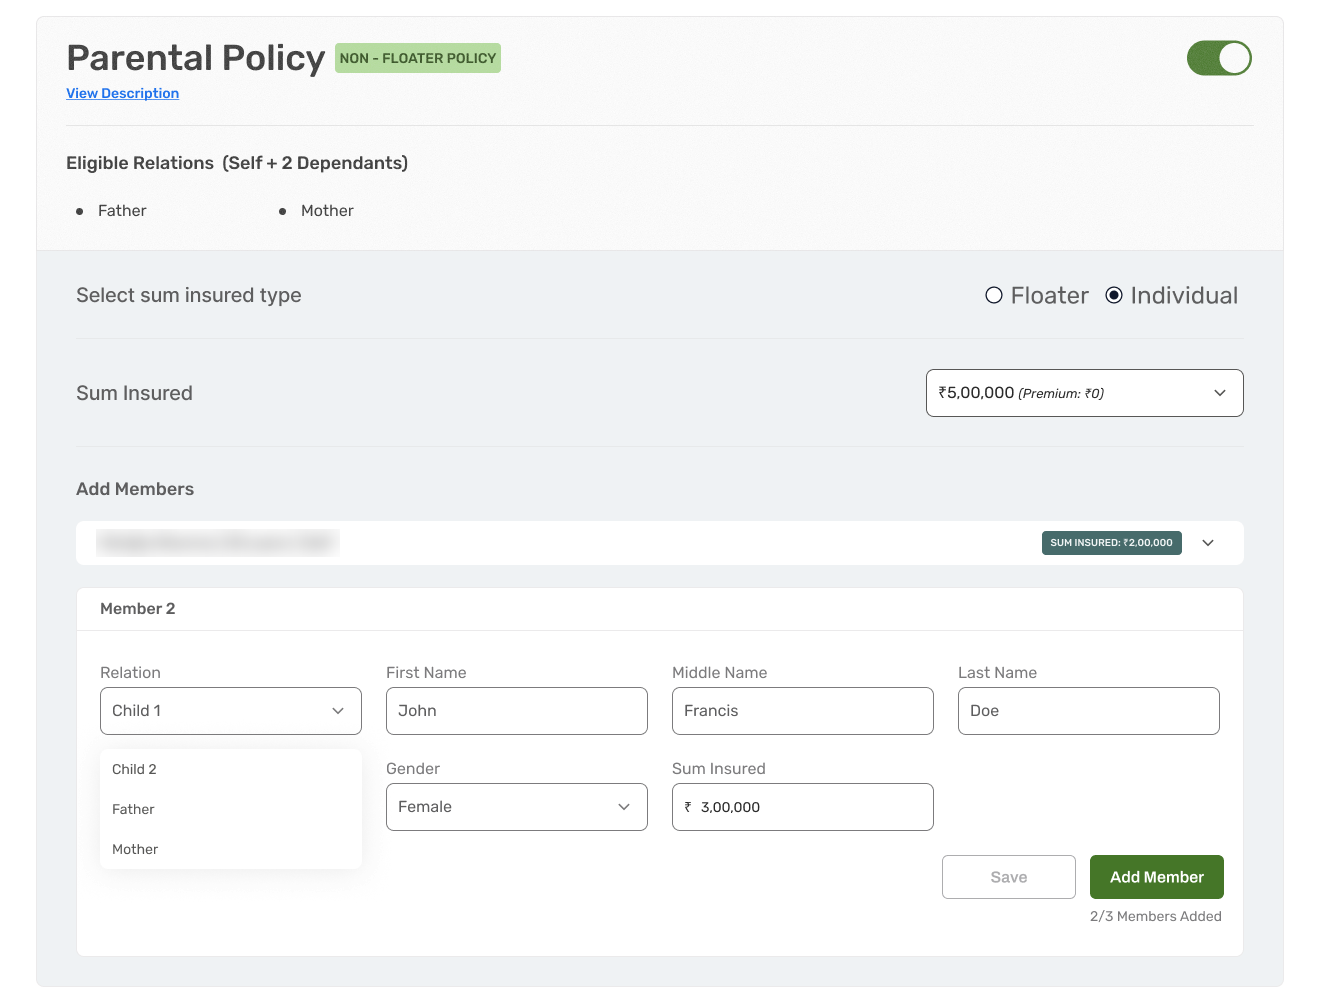 Parental Policy NON - FLOATER POLICY
View Description
Eligible Relations (Self + 2 Dependants)
Father Mother
Select sum insured type Floater Individual
Sum Insured ₹5,00,000 (Premium: ₹0)
Add Members
SUM INSURED: ₹2,00,000
Member 2
Relation First Name Middle Name Last Name
Child 1 John Francis Doe
Child 2
Father
Mother
Gender Sum Insured
Female ₹ 3,00,000
Save Add Member
2/3 Members Added